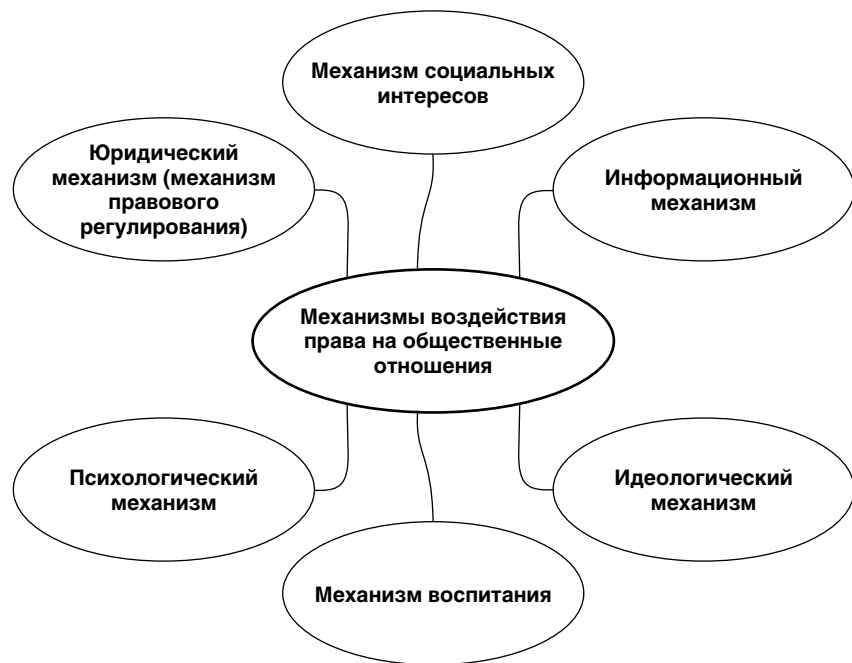 Механизм социальных
интересов
Юридический
механизм (механизм
правового
регулирования)
Информационный
механизм
Механизмы воздействия
права на общественные
отношения
Психологический
механизм
Идеологический
механизм
Механизм воспитания